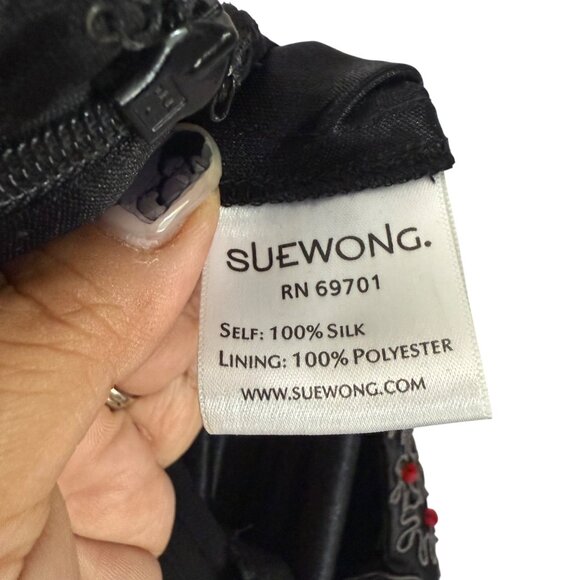 SUEWONG.
RN 69701
SELF: 100% SILK
LINING: 100% POLYESTER
WWW.SUEWONG.COM